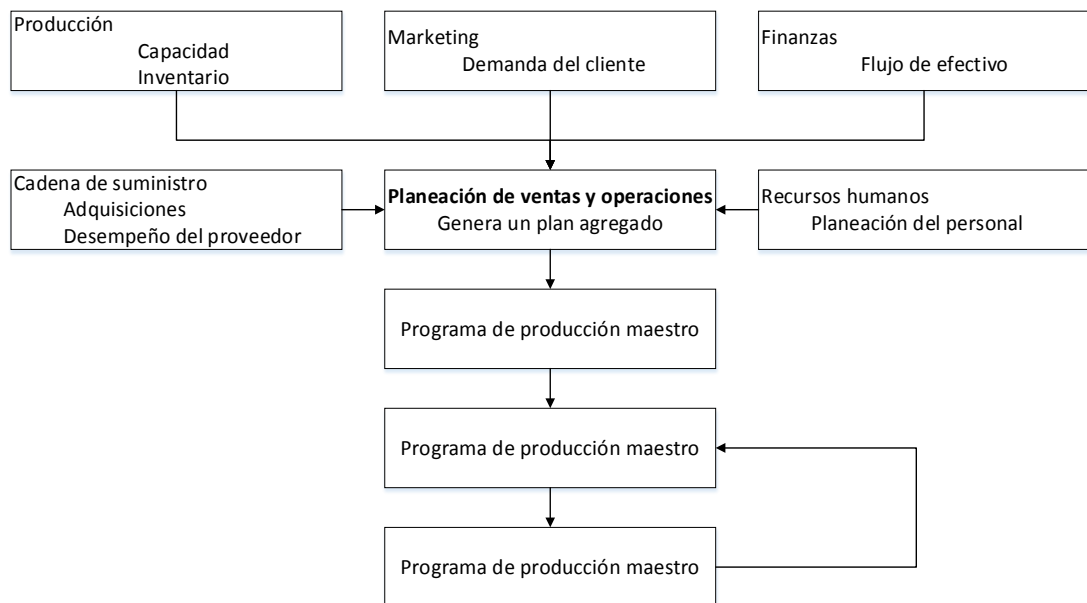 Producción
Capacidad
Inventario
Marketing
Demanda del cliente
Finanzas
Flujo de efectivo
Cadena de suministro
Adquisiciones
Desempeño del proveedor
Planeación de ventas y operaciones
Genera un plan agregado
Recursos humanos
Planeación del personal
Programa de producción maestro
Programa de producción maestro
Programa de producción maestro